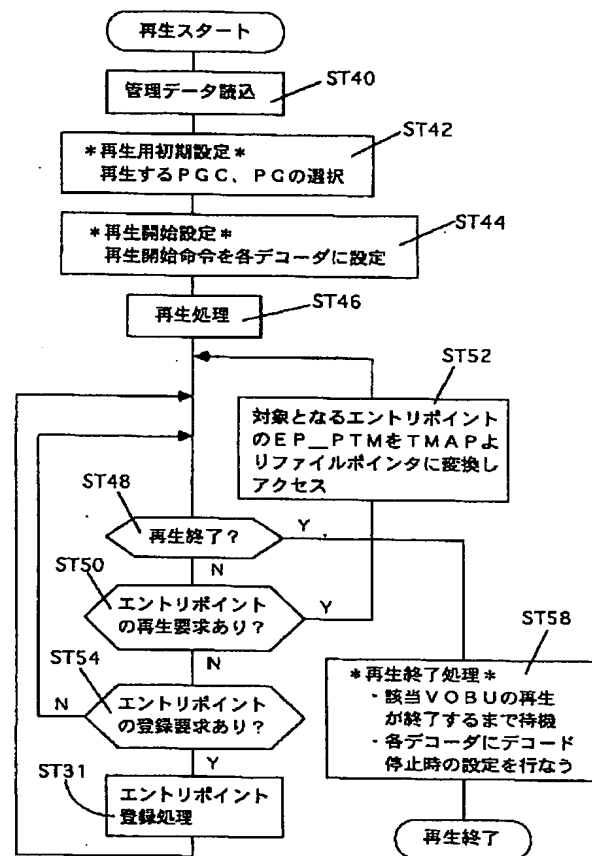 再生スタート
管理データ読込
ST40
ST42
＊再生用初期設定＊
再生するPGC、PGの選択
ST44
＊再生開始設定＊
再生開始命令を各デコーダに設定
再生処理
ST46
ST52
対象となるエントリポイント
のEP__PTMをTMAPよ
りファイルポインタに変換し
アクセス
ST48
再生終了？
Y
N
ST50
エントリポイント
の再生要求あり？
Y
N
ST54
エントリポイント
の登録要求あり？
N
Y
ST31
エントリポイント
登録処理
ST58
＊再生終了処理＊
・該当VOBUの再生
が終了するまで待機
・各デコーダにデコード
停止時の設定を行なう
再生終了